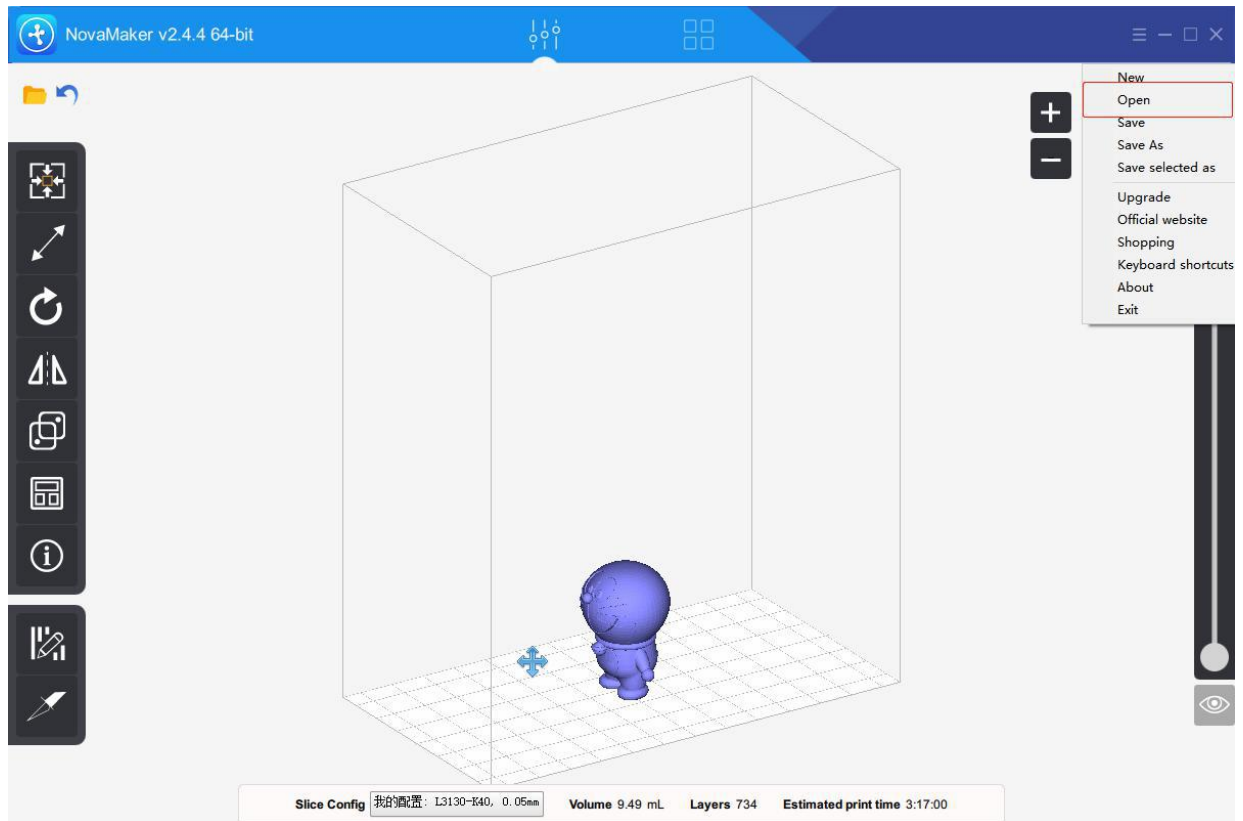 NovaMaker v2.4.4 64-bit
New
Open
Save
Save As
Save selected as
Upgrade
Official website
Shopping
Keyboard shortcuts
About
Exit
Slice Config 我的配置: L3130-K40, 0.05mm Volume 9.49 mL Layers 734 Estimated print time 3:17:00